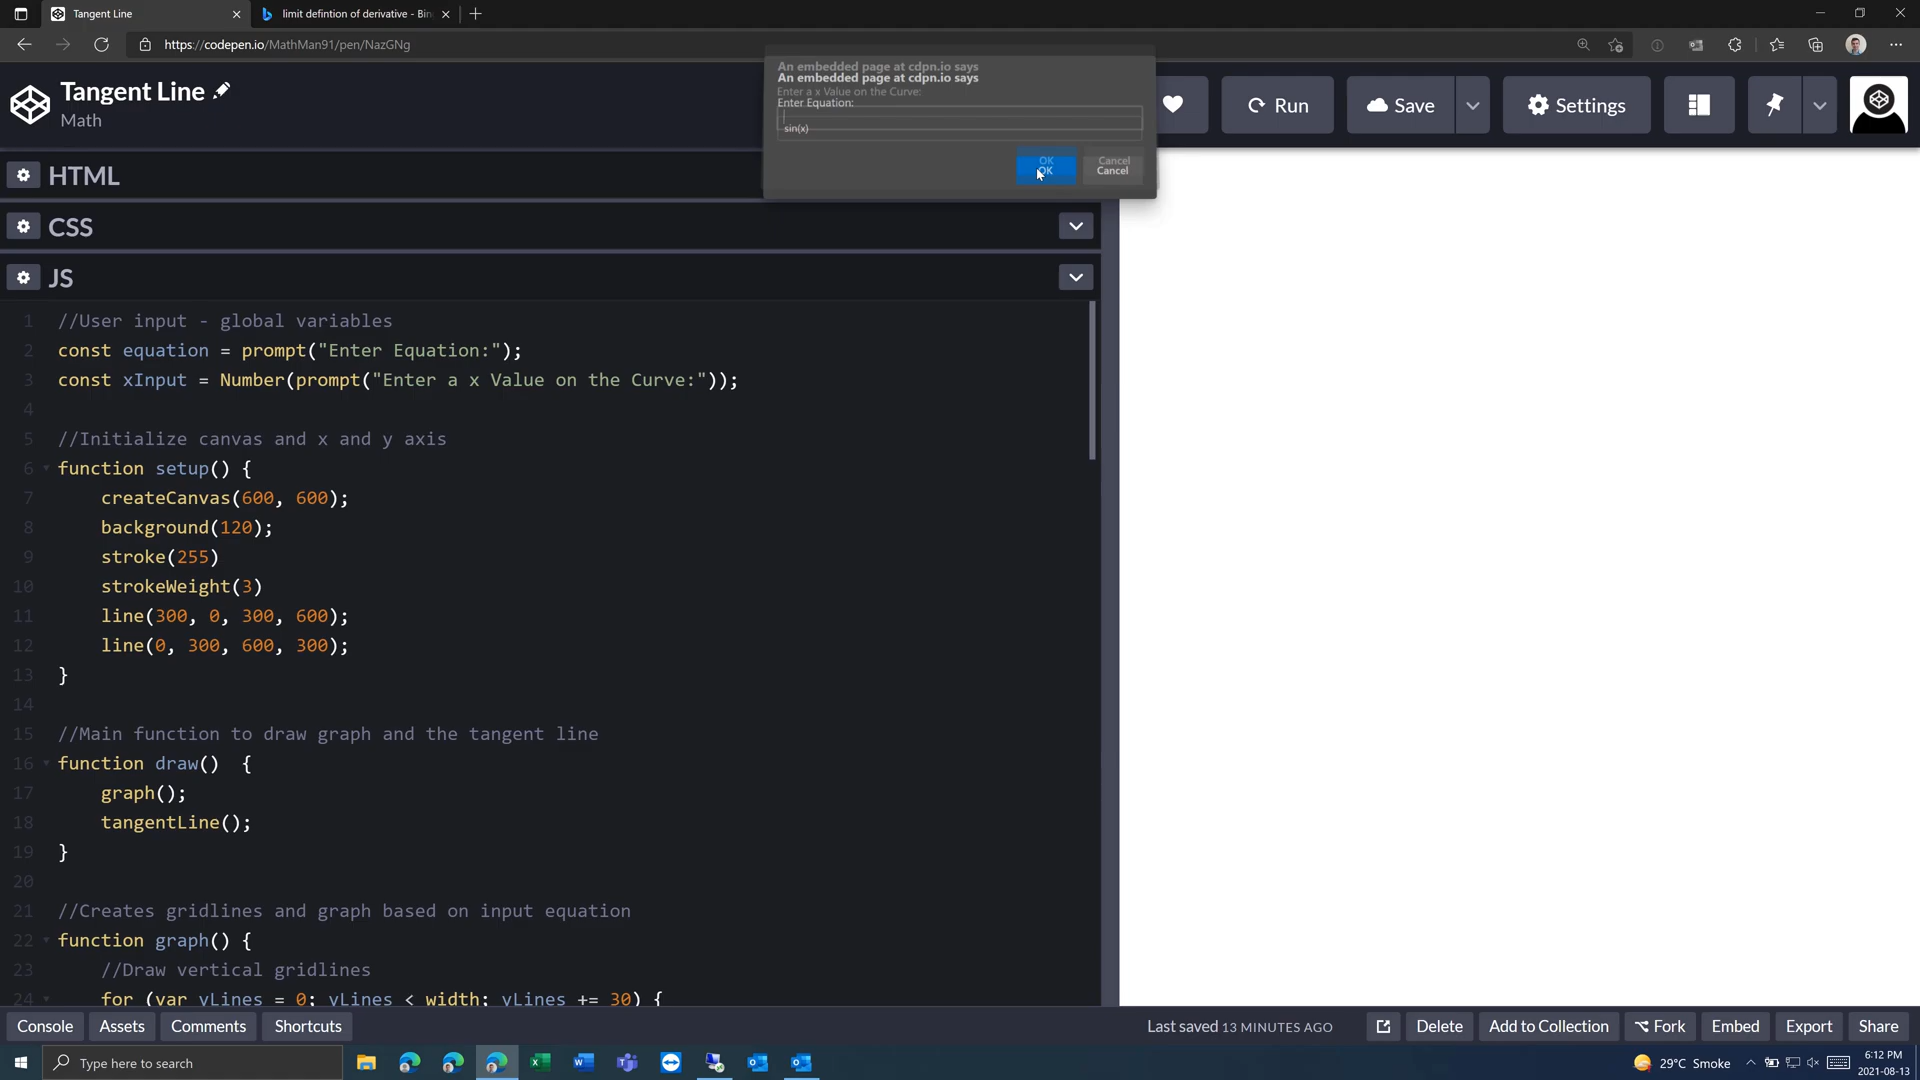 Tangent Line
limit defintion of derivative - Bin
https://codepen.io/MathMan91/pen/NazGNg
Tangent Line
Math
An embedded page at cdpn.io says
An embedded page at cdpn.io says
Enter a x Value on the Curve:
Enter Equation:
sin(x)
OK
OK
Cancel
Cancel
Run
Save
Settings
HTML
CSS
JS
1 //User input - global variables
2 const equation = prompt("Enter Equation:");
3 const xInput = Number(prompt("Enter a x Value on the Curve:"));
4
5 //Initialize canvas and x and y axis
6 function setup() {
7 createCanvas(600, 600);
8 background(120);
9 stroke(255)
10 strokeWeight(3)
11 line(300, 0, 300, 600);
12 line(0, 300, 600, 300);
13 }
14
15 //Main function to draw graph and the tangent line
16 function draw() {
17 graph();
18 tangentLine();
19 }
20
21 //Creates gridlines and graph based on input equation
22 function graph() {
23 //Draw vertical gridlines
24 for (var vLines = 0; vLines < width; vLines += 30) {
Console
Assets
Comments
Shortcuts
Last saved 13 MINUTES AGO
Delete
Add to Collection
Fork
Embed
Export
Share
Type here to search
29°C Smoke
6:12 PM
2021-08-13